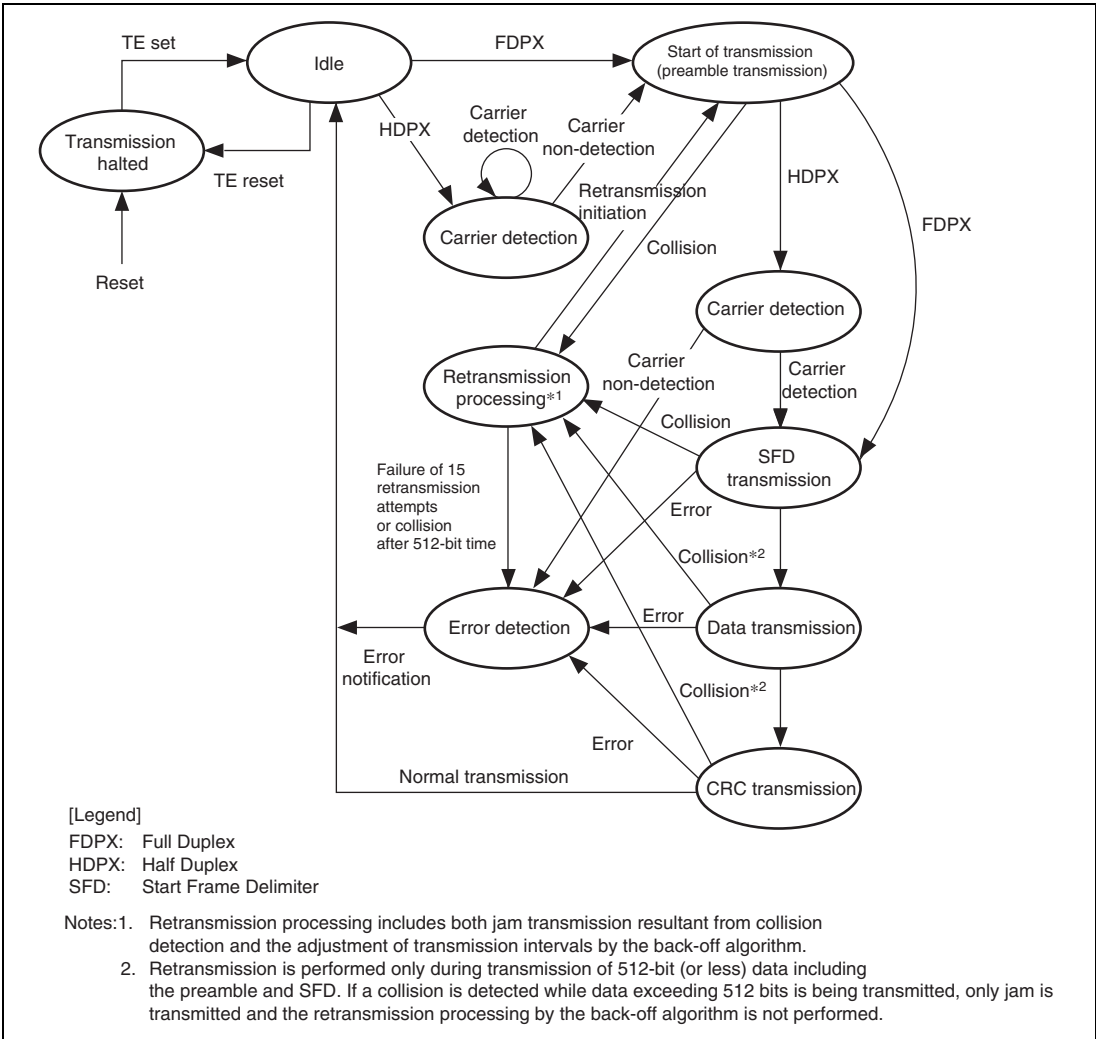 TE set
Idle
FDPX
Start of transmission
(preamble transmission)
Transmission
halted
TE reset
Reset
HDPX
Carrier
detection
Carrier
non-detection
Carrier detection
Retransmission
initiation
Collision
HDPX
FDPX
Carrier detection
Carrier
detection
Carrier
non-detection
Retransmission
processing*1
Collision
SFD
transmission
Failure of 15
retransmission
attempts
or collision
after 512-bit time
Error
Collision*2
Error detection
Error
Data transmission
Error
notification
Collision*2
Error
Normal transmission
CRC transmission
[Legend]
FDPX: Full Duplex
HDPX: Half Duplex
SFD: Start Frame Delimiter
Notes:1. Retransmission processing includes both jam transmission resultant from collision
detection and the adjustment of transmission intervals by the back-off algorithm.
2. Retransmission is performed only during transmission of 512-bit (or less) data including
the preamble and SFD. If a collision is detected while data exceeding 512 bits is being transmitted, only jam is
transmitted and the retransmission processing by the back-off algorithm is not performed.